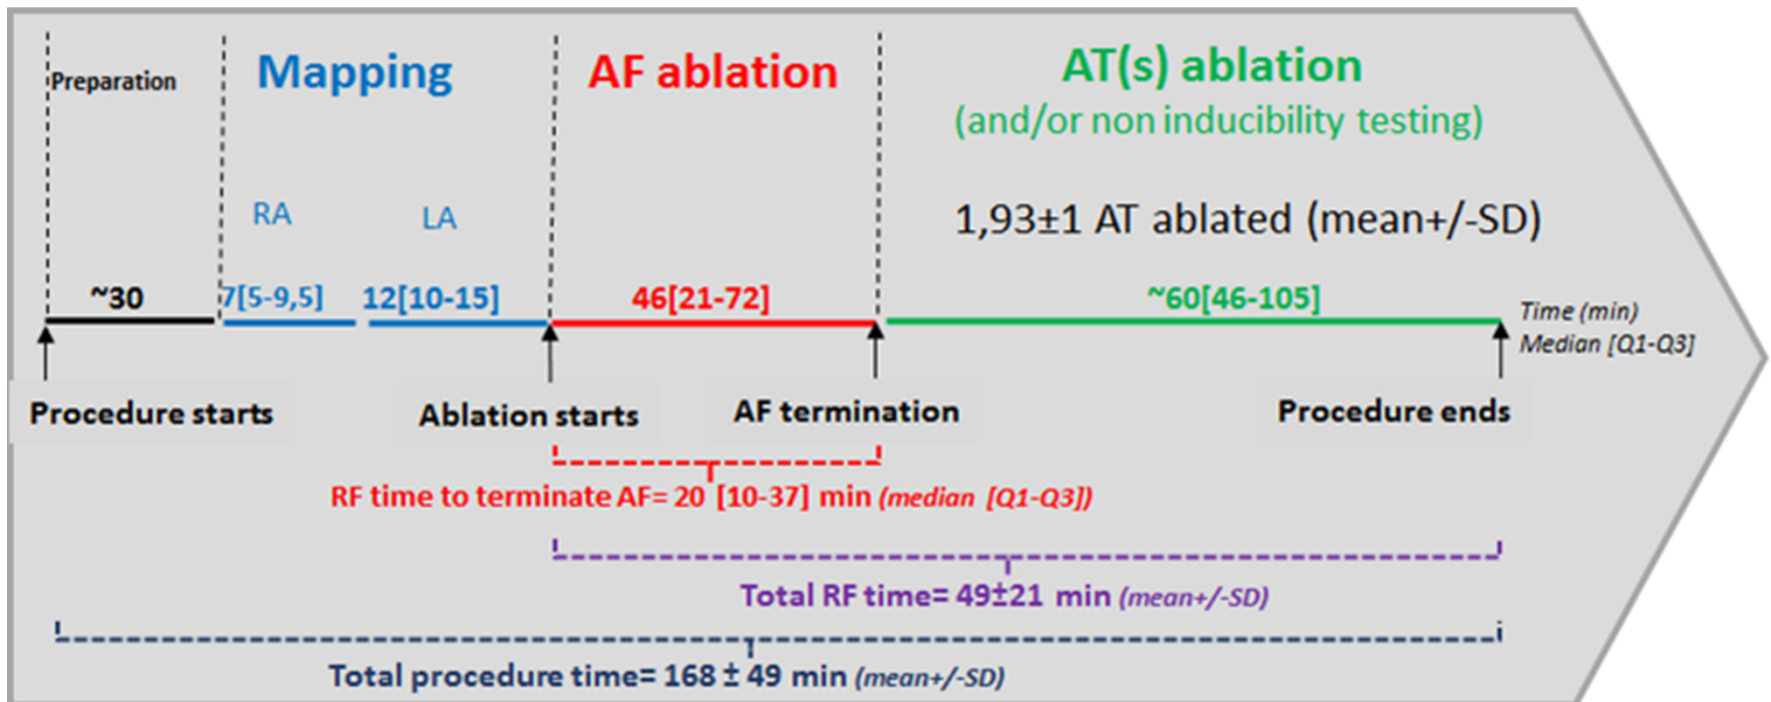 Preparation
Mapping
AF ablation
AT(s) ablation
(and/or non inducibility testing)
RA
LA
1,93±1 AT ablated (mean+/-SD)
~30
7[5-9,5]
12[10-15]
46[21-72]
~60[46-105]
Time (min)
Median [Q1-Q3]
Procedure starts
Ablation starts
AF termination
Procedure ends
RF time to terminate AF= 20 [10-37] min (median [Q1-Q3])
Total RF time= 49±21 min (mean+/-SD)
Total procedure time= 168 ± 49 min (mean+/-SD)